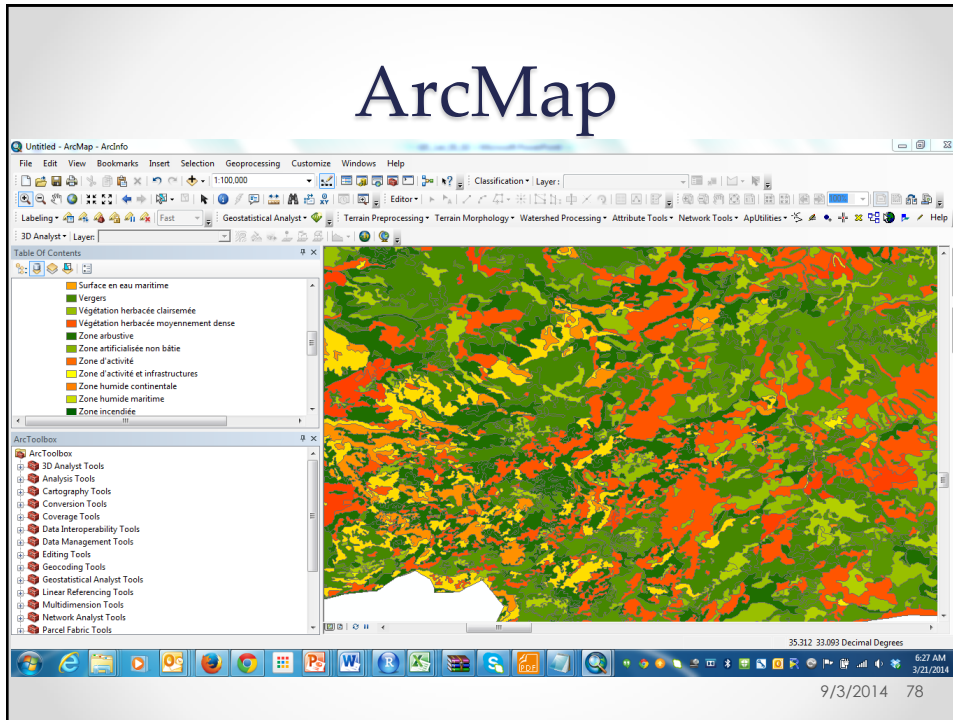 ArcMap
Untitled - ArcMap - ArcInfo
File Edit View Bookmarks Insert Selection Geoprocessing Customize Windows Help
1:100,000 Classification Layer:
Editor 100%
Labeling Fast Geostatistical Analyst Terrain Preprocessing Terrain Morphology Watershed Processing Attribute Tools Network Tools ApUtilities Help
3D Analyst Layer:
Table Of Contents
Surface en eau maritime
Vergers
Végétation herbacée clairsemée
Végétation herbacée moyennement dense
Zone arbustive
Zone artificialisée non bâtie
Zone d'activité
Zone d'activité et infrastructures
Zone humide continentale
Zone humide maritime
Zone incendiée
ArcToolbox
ArcToolbox
3D Analyst Tools
Analysis Tools
Cartography Tools
Conversion Tools
Coverage Tools
Data Interoperability Tools
Data Management Tools
Editing Tools
Geocoding Tools
Geostatistical Analyst Tools
Linear Referencing Tools
Multidimension Tools
Network Analyst Tools
Parcel Fabric Tools
35.312 33.093 Decimal Degrees
6:27 AM
3/21/2014
9/3/2014 78